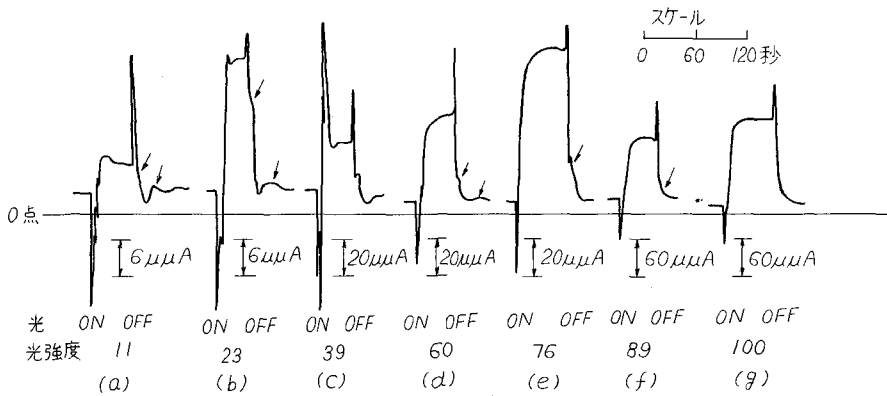 スケール
0 60 120秒
0点
6μμA 6μμA 20μμA 20μμA 20μμA 60μμA 60μμA
光 ON OFF ON OFF ON OFF ON OFF ON OFF ON OFF ON OFF
光強度 11 23 39 60 76 89 100
(a) (b) (c) (d) (e) (f) (g)